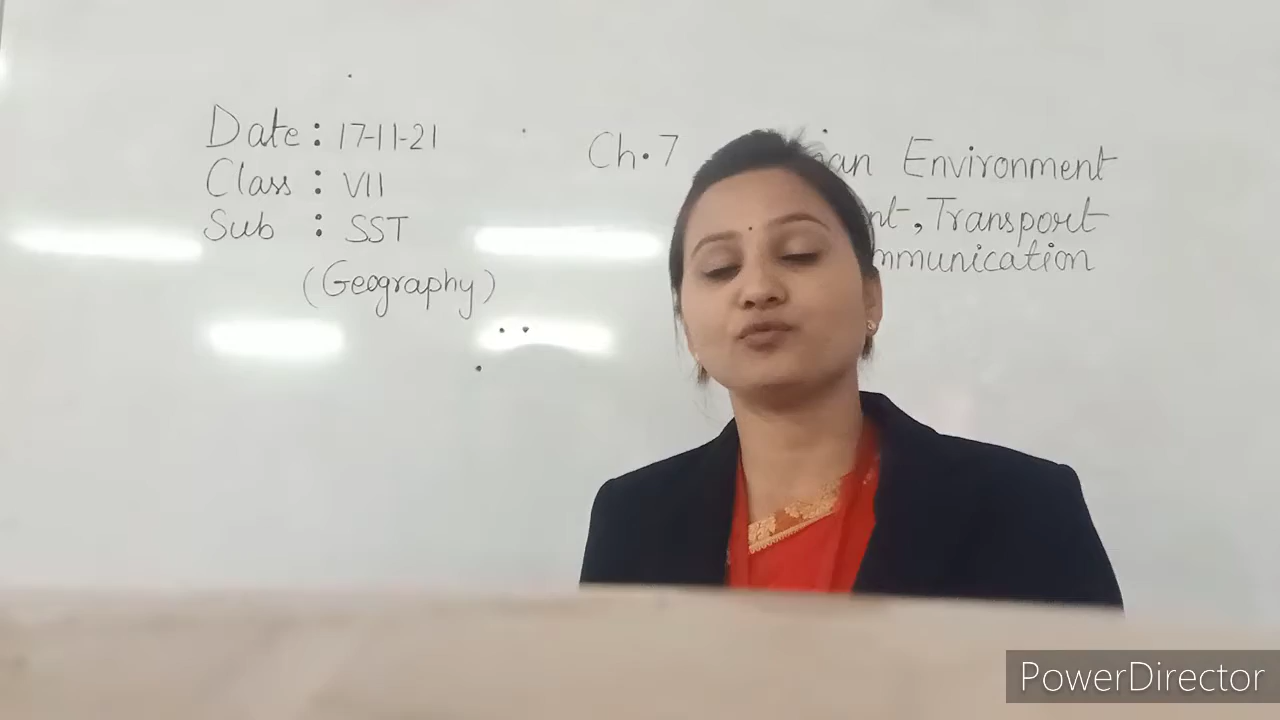 Date : 17-11-21
Class : VII
Sub : SST
(Geography)
Ch. 7
Environment
, Transport
PowerDirector